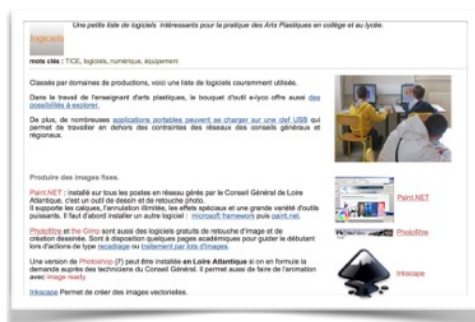 Une petite liste de logiciels intéressants pour la pratique des Arts Plastiques en collège et au lycée.
logiciels
mots clés : TICE, logiciels, numérique, équipement
Classés par domaines de productions, voici une liste de logiciels couramment utilisés.
Dans le travail de l'enseignant d'arts plastiques, le bouquet d'outil e-lyco offre aussi des
possibilités à explorer.
De plus, de nombreuses applications portables peuvent se charger sur une clef USB qui
permet de travailler en dehors des contraintes des réseaux des conseils généraux et
régionaux.
Produire des images fixes.
Paint.NET : installé sur tous les postes en réseau gérés par le Conseil Général de Loire
Atlantique, c'est un outil de dessin et de retouche photo.
Il supporte les calques, l'annulation illimitée, les effets spéciaux et une grande variété d'outils
puissants. Il faut d'abord installer un autre logiciel : microsoft framework puis paint.net.
Paint.NET
Photofiltre et the Gimp sont aussi des logiciels gratuits de retouche d'image et de
création dessinée. Sont à disposition quelques pages académiques pour guider le débutant
lors d'actions de type recadrage ou traitement par lots d'images.
Photofiltre
Une version de Photoshop (7) peut être installée en Loire Atlantique si on en formule la
demande auprès des techniciens du Conseil Général. Il permet aussi de faire de l'animation
avec image ready.
Inkscape
Inkscape Permet de créer des images vectorielles.